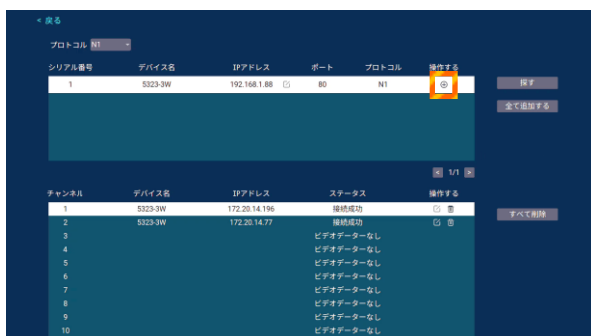 < 戻る
プロトコル N1
シリアル番号 デバイス名 IPアドレス ポート プロトコル 操作する
1 5323-3W 192.168.1.88 80 N1
探す
全て追加する
< 1/1 >
チャンネル デバイス名 IPアドレス ステータス 操作する
1 5323-3W 172.20.14.196 接続成功
すべて削除
2 5323-3W 172.20.14.77 接続成功
3 ビデオデーターなし
4 ビデオデーターなし
5 ビデオデーターなし
6 ビデオデーターなし
7 ビデオデーターなし
8 ビデオデーターなし
9 ビデオデーターなし
10 ビデオデーターなし